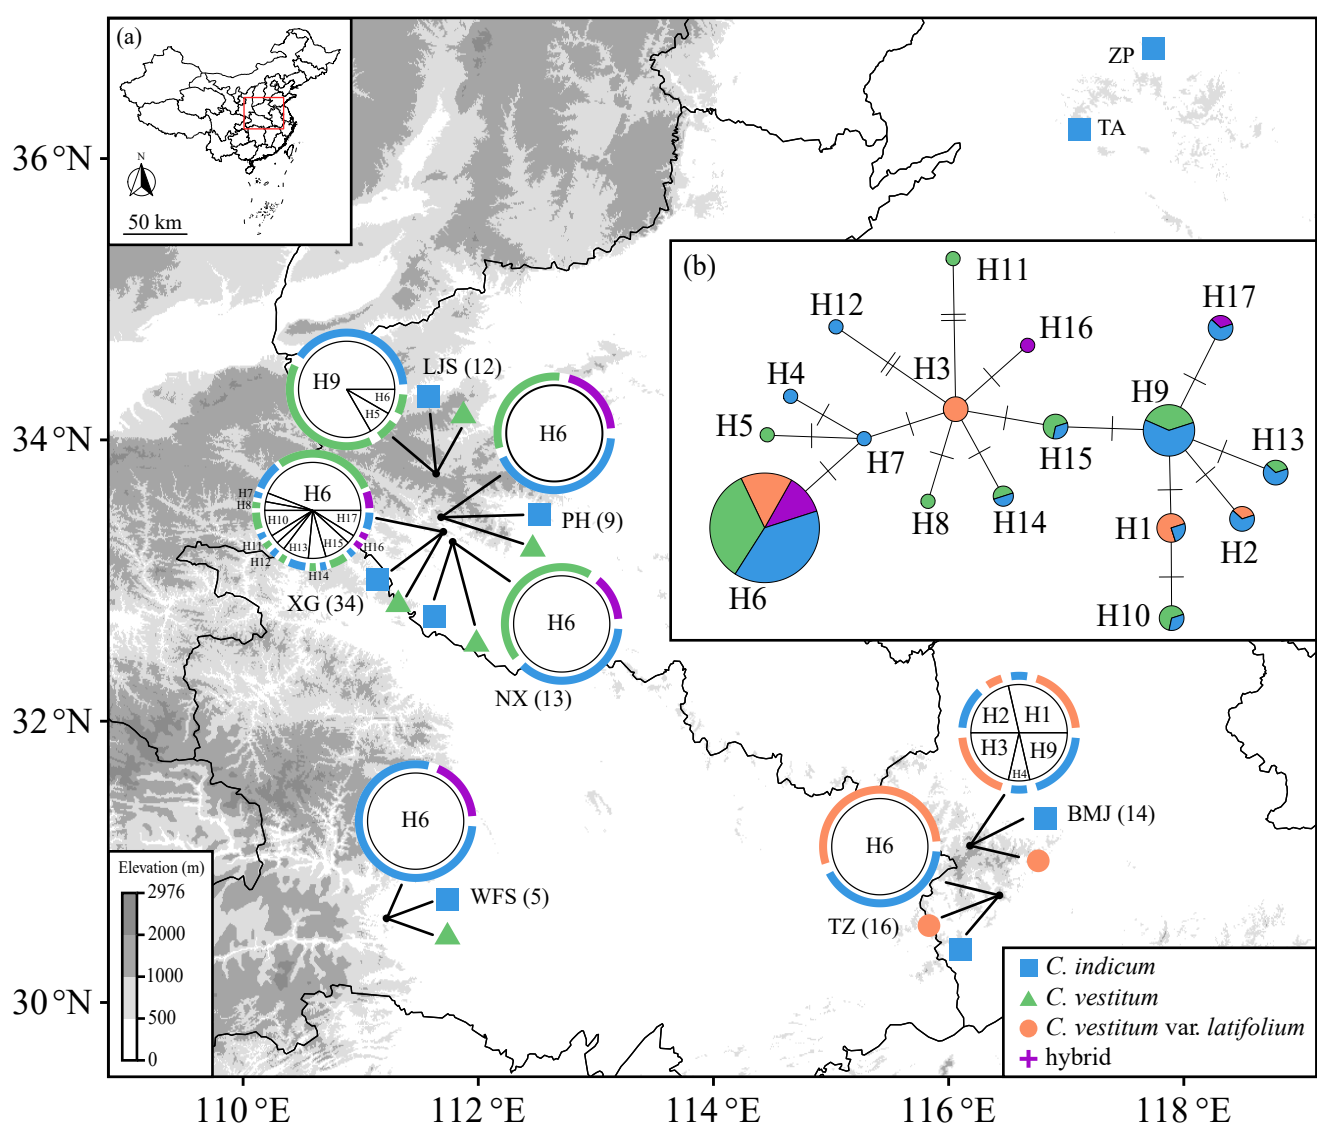 (a)
N
50 km
ZP
TA
36 °N
34 °N
32 °N
30 °N
110 °E
112 °E
114 °E
116 °E
118 °E
(b)
H11
H12
H17
H16
H3
H4
H9
H5
H13
H7
H15
H14
H8
H1
H2
H6
H10
H9
H6
H5
LJS (12)
H6
PH (9)
H6
H7
H8
H10
H11
H12
H13
H14
H15
H16
H17
XG (34)
H6
NX (13)
H6
WFS (5)
H6
TZ (16)
H2
H1
H3
H9
H4
BMJ (14)
Elevation (m)
2976
2000
1000
500
0
C. indicum
C. vestitum
C. vestitum var. latifolium
hybrid